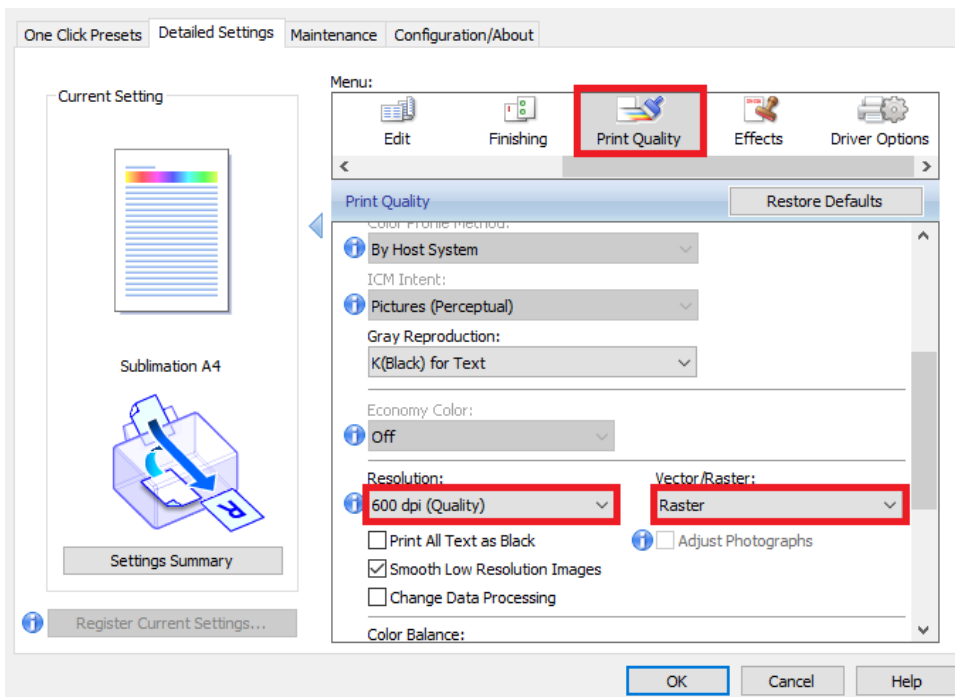 One Click Presets Detailed Settings Maintenance Configuration/About
Current Setting
Sublimation A4
Settings Summary
Register Current Settings...
Menu:
Edit Finishing Print Quality Effects Driver Options
Print Quality Restore Defaults
Color Profile Method:
By Host System
ICM Intent:
Pictures (Perceptual)
Gray Reproduction:
K(Black) for Text
Economy Color:
Off
Resolution: Vector/Raster:
600 dpi (Quality) Raster
Print All Text as Black Adjust Photographs
Smooth Low Resolution Images
Change Data Processing
Color Balance:
OK Cancel Help